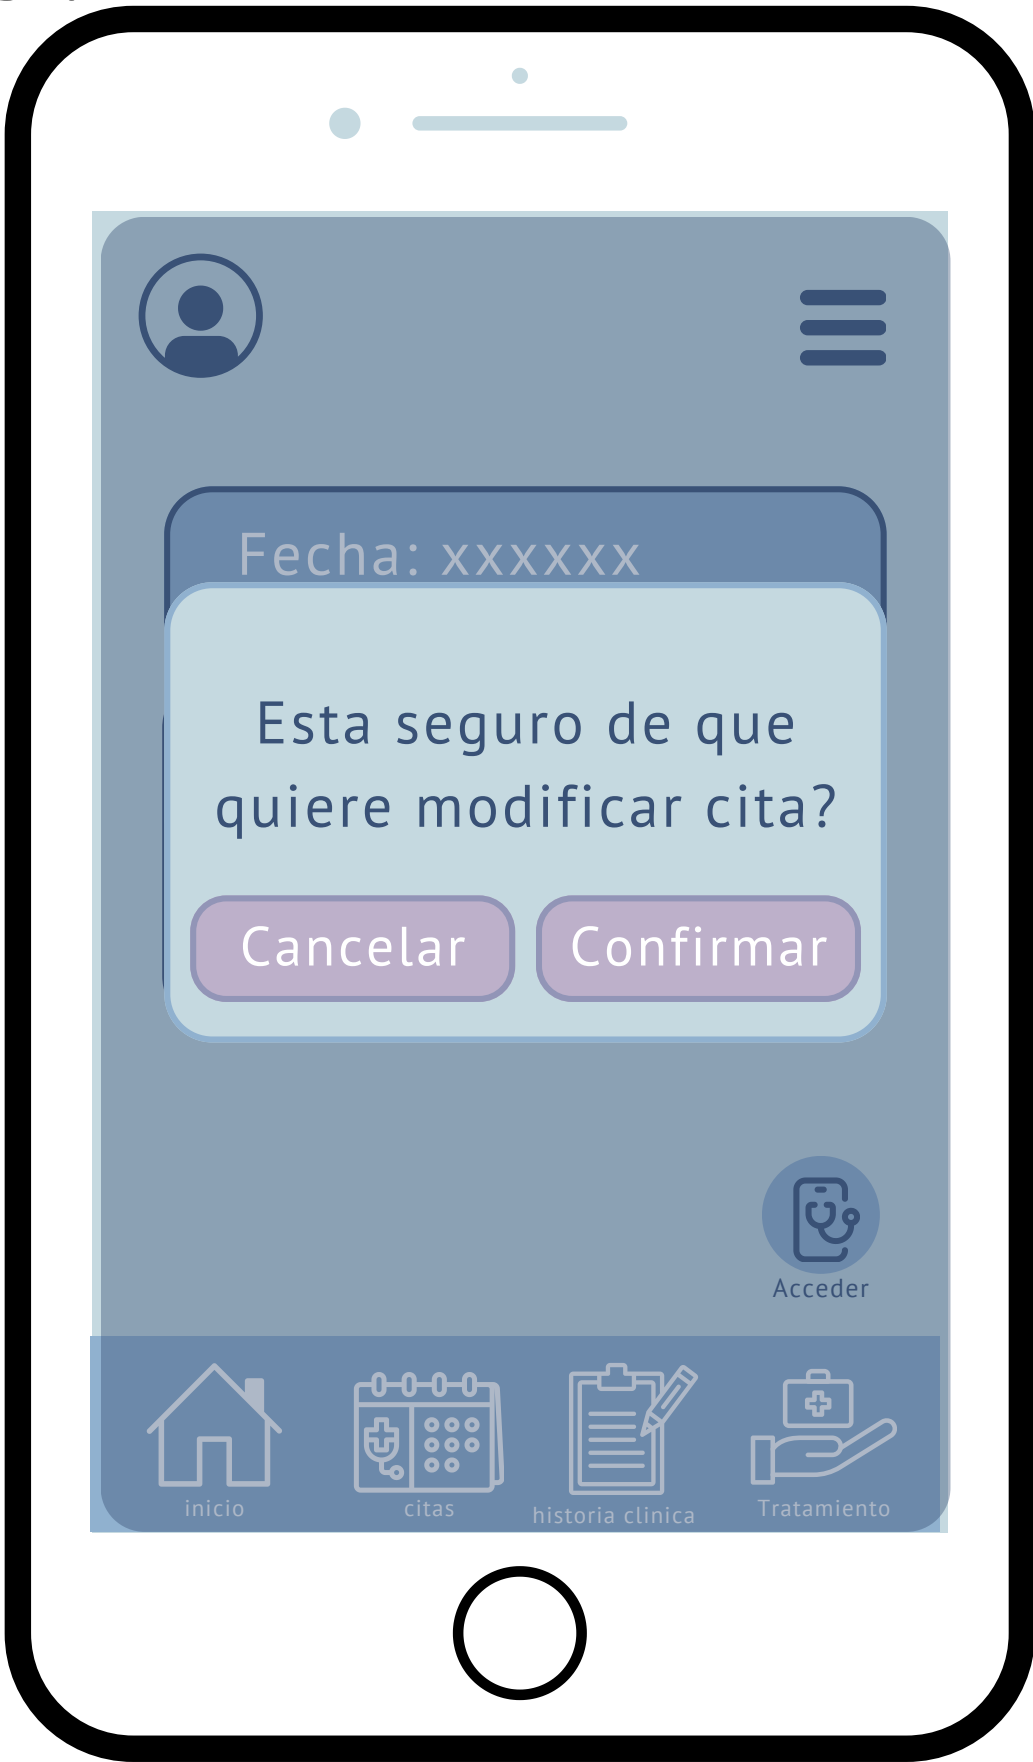 Fecha: xxxxxx
Esta seguro de que
quiere modificar cita?
Cancelar Confirmar
Acceder
inicio citas historia clinica Tratamiento